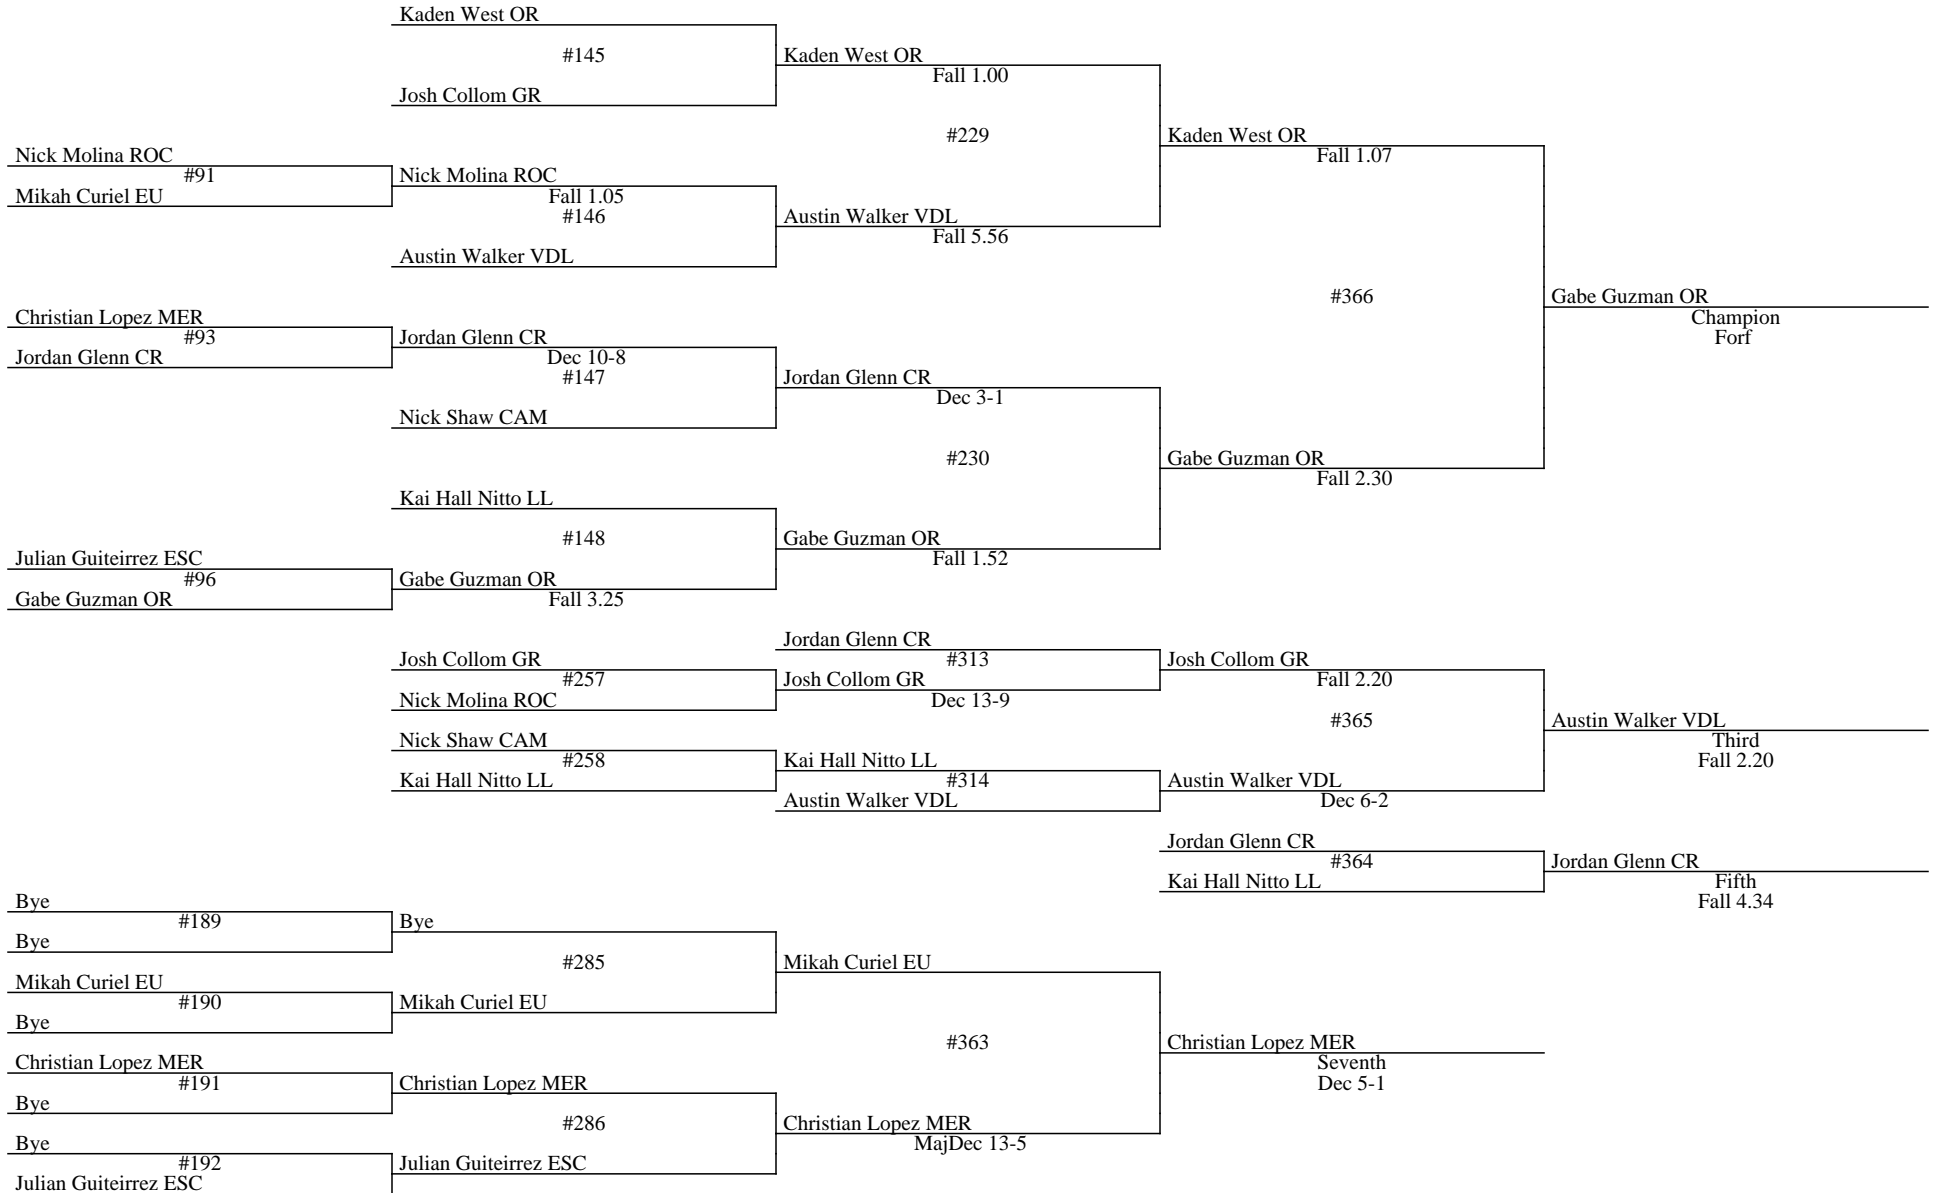 Kaden West OR
#145
Kaden West OR
Fall 1.00
Josh Collom GR
#229
Kaden West OR
Fall 1.07
Nick Molina ROC
#91
Mikah Curiel EU
Nick Molina ROC
Fall 1.05
#146
Austin Walker VDL
Fall 5.56
Austin Walker VDL
#366
Gabe Guzman OR
Champion
Forf
Christian Lopez MER
#93
Jordan Glenn CR
Jordan Glenn CR
Dec 10-8
#147
Jordan Glenn CR
Dec 3-1
Nick Shaw CAM
#230
Gabe Guzman OR
Fall 2.30
Kai Hall Nitto LL
#148
Gabe Guzman OR
Fall 1.52
Julian Guiteirrez ESC
#96
Gabe Guzman OR
Gabe Guzman OR
Fall 3.25
Jordan Glenn CR
#313
Josh Collom GR
Fall 2.20
Josh Collom GR
#257
Nick Molina ROC
Josh Collom GR
Dec 13-9
#365
Austin Walker VDL
Third
Fall 2.20
Nick Shaw CAM
#258
Kai Hall Nitto LL
Kai Hall Nitto LL
#314
Austin Walker VDL
Austin Walker VDL
Dec 6-2
Jordan Glenn CR
#364
Kai Hall Nitto LL
Jordan Glenn CR
Fifth
Fall 4.34
Bye
#189
Bye
Bye
#285
Mikah Curiel EU
Mikah Curiel EU
#190
Bye
Mikah Curiel EU
#363
Christian Lopez MER
Seventh
Dec 5-1
Christian Lopez MER
#191
Bye
Christian Lopez MER
#286
Christian Lopez MER
MajDec 13-5
Bye
#192
Julian Guiteirrez ESC
Julian Guiteirrez ESC